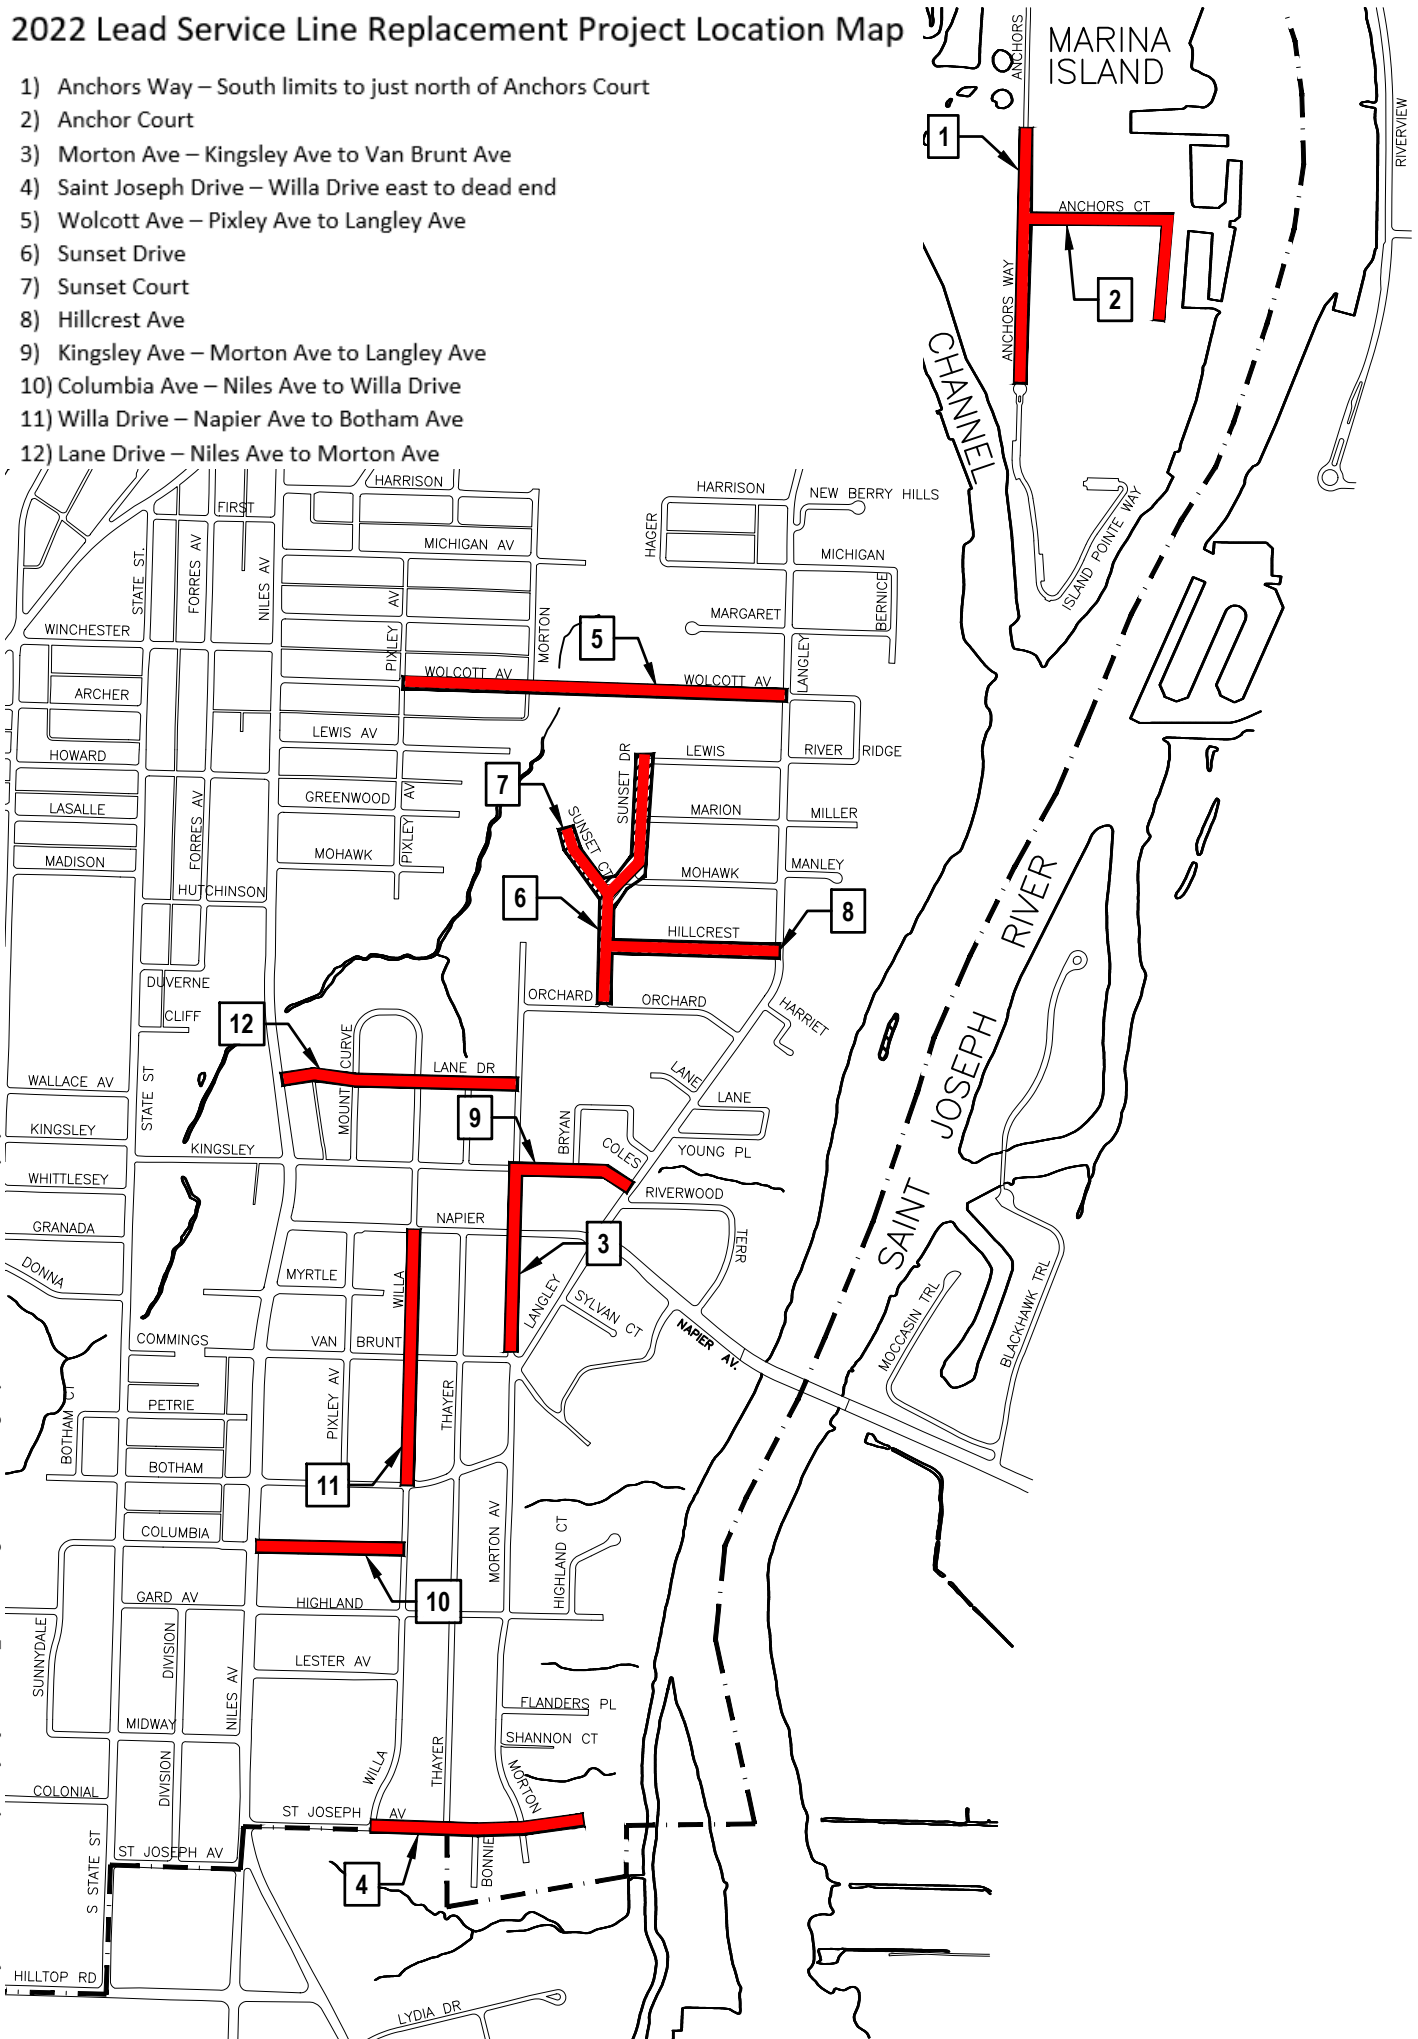 2022 Lead Service Line Replacement Project Location Map
1) Anchors Way – South limits to just north of Anchors Court
2) Anchor Court
3) Morton Ave – Kingsley Ave to Van Brunt Ave
4) Saint Joseph Drive – Willa Drive east to dead end
5) Wolcott Ave – Pixley Ave to Langley Ave
6) Sunset Drive
7) Sunset Court
8) Hillcrest Ave
9) Kingsley Ave – Morton Ave to Langley Ave
10) Columbia Ave – Niles Ave to Willa Drive
11) Willa Drive – Napier Ave to Botham Ave
12) Lane Drive – Niles Ave to Morton Ave
ANCHORS
MARINA
ISLAND
RIVERVIEW
1
ANCHORS CT
ANCHORS WAY
2
CHANNEL
ISLAND POINTE WAY
HARRISON
HARRISON
NEW BERRY HILLS
FIRST
HAGER
MICHIGAN AV
MICHIGAN
STATE ST.
FORRES AV
NILES AV
AV
BERNICE
MARGARET
WINCHESTER
PIXLEY
MORTON
5
LANGLEY
WOLCOTT AV
WOLCOTT AV
ARCHER
LEWIS AV
SUNSET DR
LEWIS
RIVER RIDGE
HOWARD
7
GREENWOOD
AV
LASALLE
FORRES AV
PIXLEY
SUNSET CT
MARION
MILLER
MADISON
MOHAWK
MOHAWK
MANLEY
HUTCHINSON
6
8
HILLCREST
SAINT JOSEPH RIVER
DUVERNE
ORCHARD
ORCHARD
CLIFF
12
HARRIET
MOUNT CURVE
LANE DR
LANE
WALLACE AV
STATE ST
LANE
9
KINGSLEY
BRYAN
COLES
KINGSLEY
YOUNG PL
WHITTLESEY
RIVERWOOD
GRANADA
NAPIER
3
TERR
DONNA
MYRTLE
WILLA
LANGLEY
SYLVAN CT
COMMINGS
VAN BRUNT
NAPIER AV.
MOCCASIN TRL
BLACKHAWK TRL
BOTHAM CT
PETRIE
PIXLEY AV
THAYER
BOTHAM
11
COLUMBIA
MORTON AV
HIGHLAND CT
GARD AV
HIGHLAND
10
SUNNYDALE
DIVISION
LESTER AV
NILES AV
FLANDERS PL
MIDWAY
SHANNON CT
DIVISION
WILLA
THAYER
MORTON
COLONIAL
ST JOSEPH AV
S STATE ST
ST JOSEPH AV
4
BONNIE
HILLTOP RD
LYDIA DR